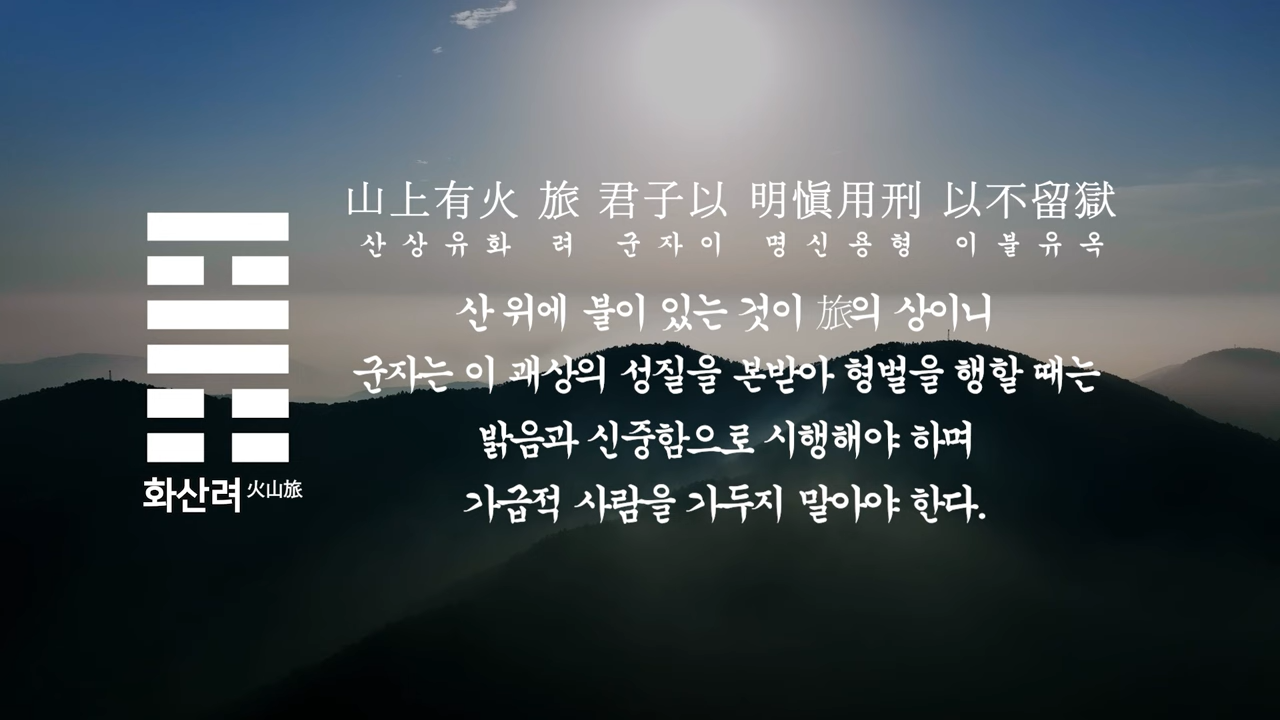 山上有火 旅 君子以 明愼用刑 以不留獄
산상유화 려 군자이 명신용형 이불유옥
산 위에 불이 있는 것이 旅의 상이니
군자는 이 괘상의 성질을 본받아 형벌을 행할 때는
밝음과 신중함으로 시행해야 하며
가급적 사람을 가두지 말아야 한다.
화산려 火山旅